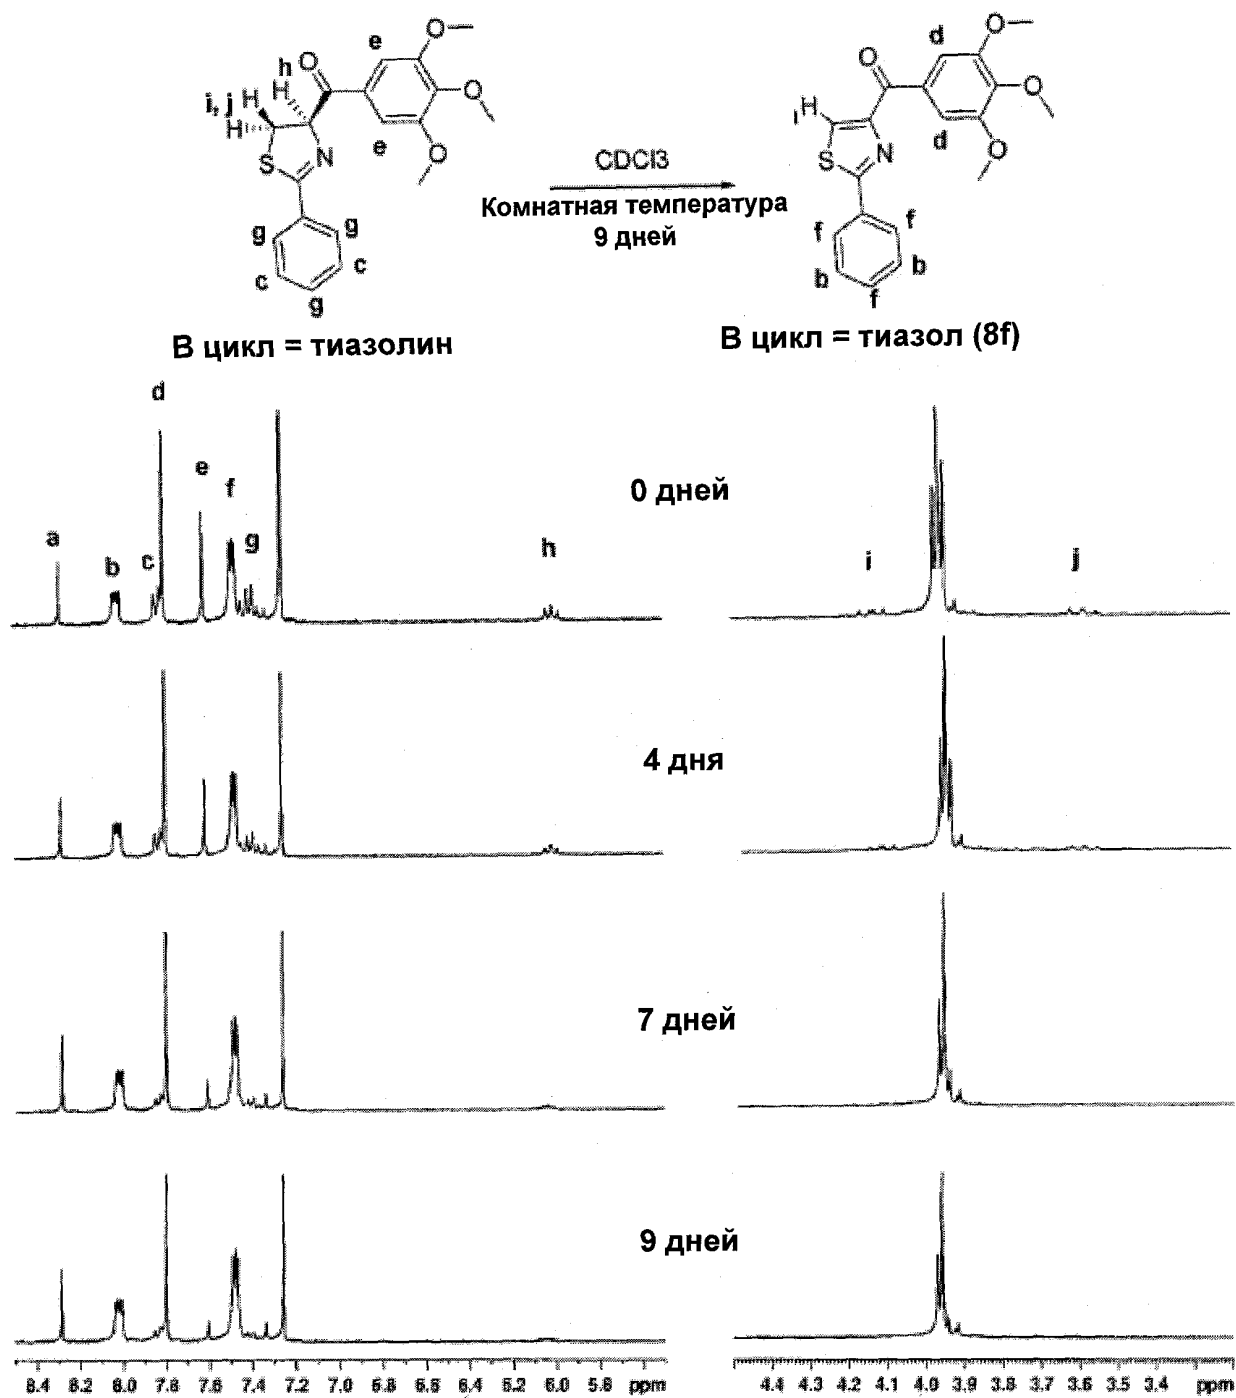 O
O
e
h
O
H
i, j
H
H
O
e
O
S
N
g
g
c
c
g
CDCl3
Комнатная температура
9 дней
O
d
O
H
O
d
O
S
N
f
f
b
b
f
В цикл = тиазолин
В цикл = тиазол (8f)
a
b
c
d
e
f
g
h
i
j
0 дней
4 дня
7 дней
9 дней
8.4 8.2 8.0 7.8 7.6 7.4 7.2 7.0 6.8 6.6 6.4 6.2 6.0 5.8 ppm
4.4 4.3 4.2 4.1 4.0 3.9 3.8 3.7 3.6 3.5 3.4 ppm